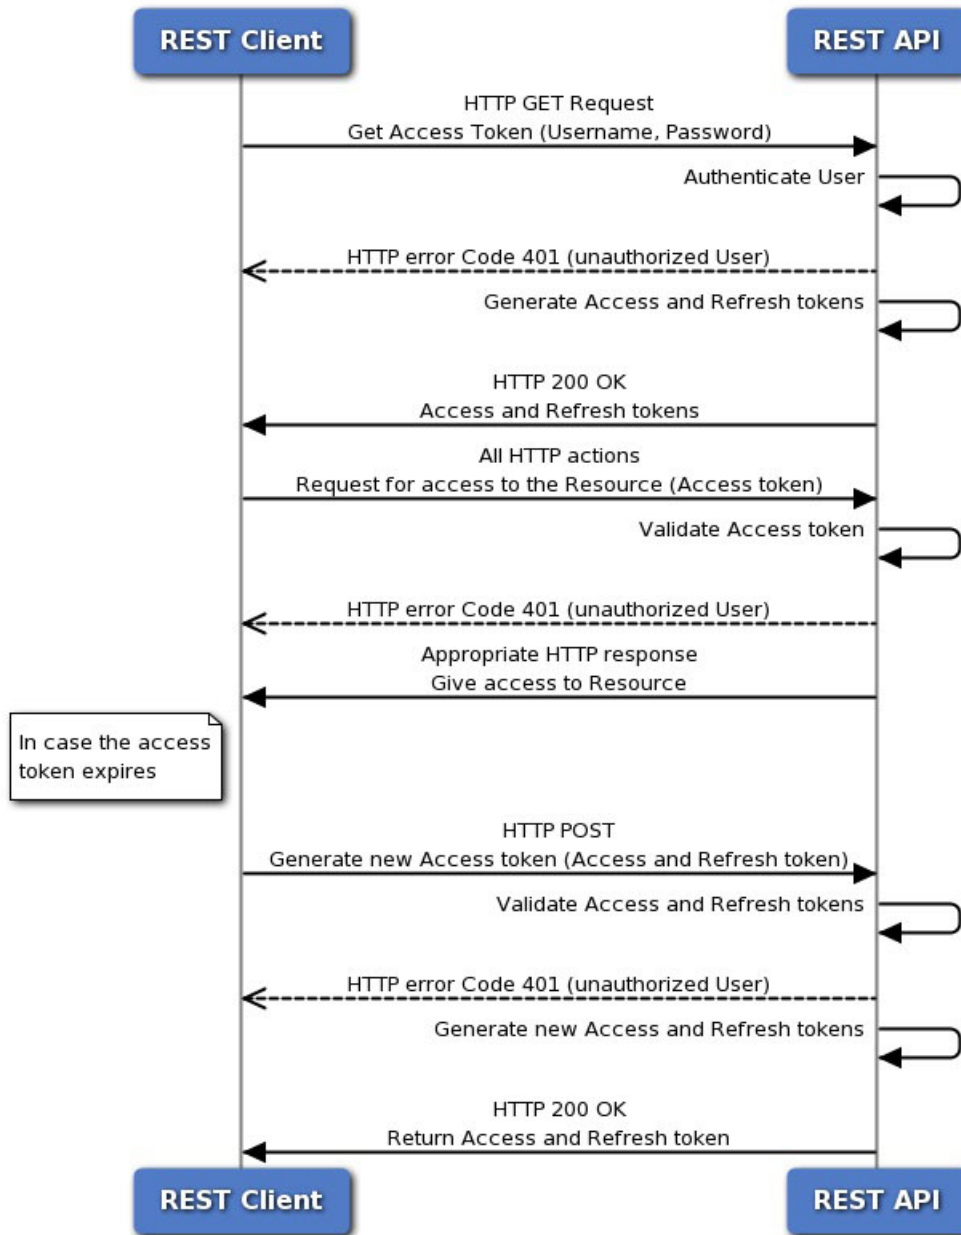 REST Client
REST API
HTTP GET Request
Get Access Token (Username, Password)
Authenticate User
HTTP error Code 401 (unauthorized User)
Generate Access and Refresh tokens
HTTP 200 OK
Access and Refresh tokens
All HTTP actions
Request for access to the Resource (Access token)
Validate Access token
HTTP error Code 401 (unauthorized User)
Appropriate HTTP response
Give access to Resource
In case the access
token expires
HTTP POST
Generate new Access token (Access and Refresh token)
Validate Access and Refresh tokens
HTTP error Code 401 (unauthorized User)
Generate new Access and Refresh tokens
HTTP 200 OK
Return Access and Refresh token
REST Client
REST API